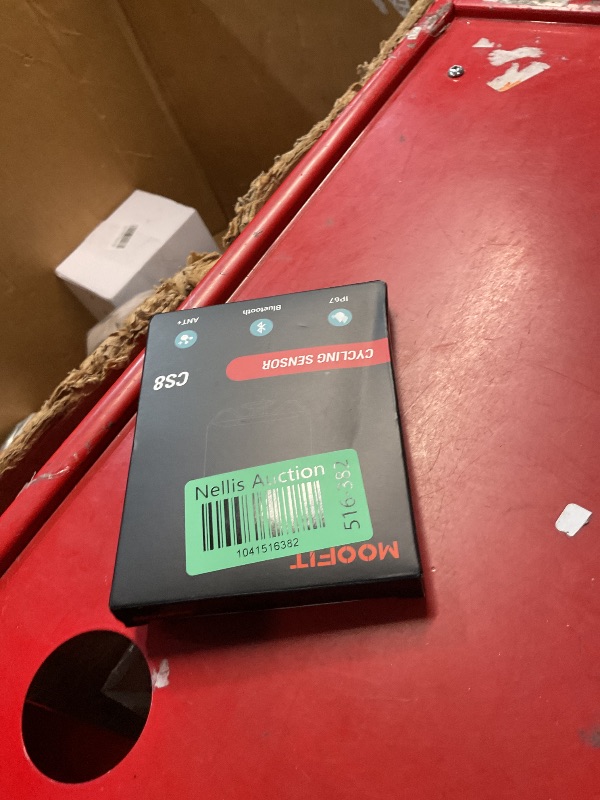 MOOFIT
Nellis Auction
1041516382
516382
CS8
CYCLING SENSOR
IP67
Bluetooth
ANT+